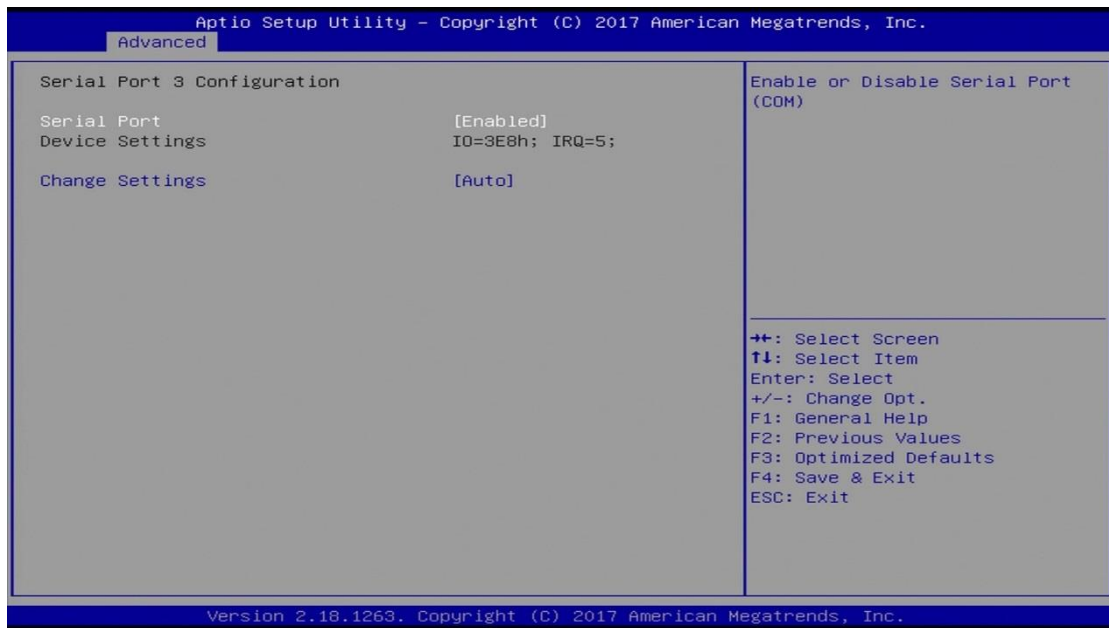 Aptio Setup Utility – Copyright (C) 2017 American Megatrends, Inc.
Advanced
Serial Port 3 Configuration
Serial Port [Enabled]
Device Settings IO=3E8h; IRQ=5;
Change Settings [Auto]
Enable or Disable Serial Port
(COM)
→←: Select Screen
↑↓: Select Item
Enter: Select
+/-: Change Opt.
F1: General Help
F2: Previous Values
F3: Optimized Defaults
F4: Save & Exit
ESC: Exit
Version 2.18.1263. Copyright (C) 2017 American Megatrends, Inc.